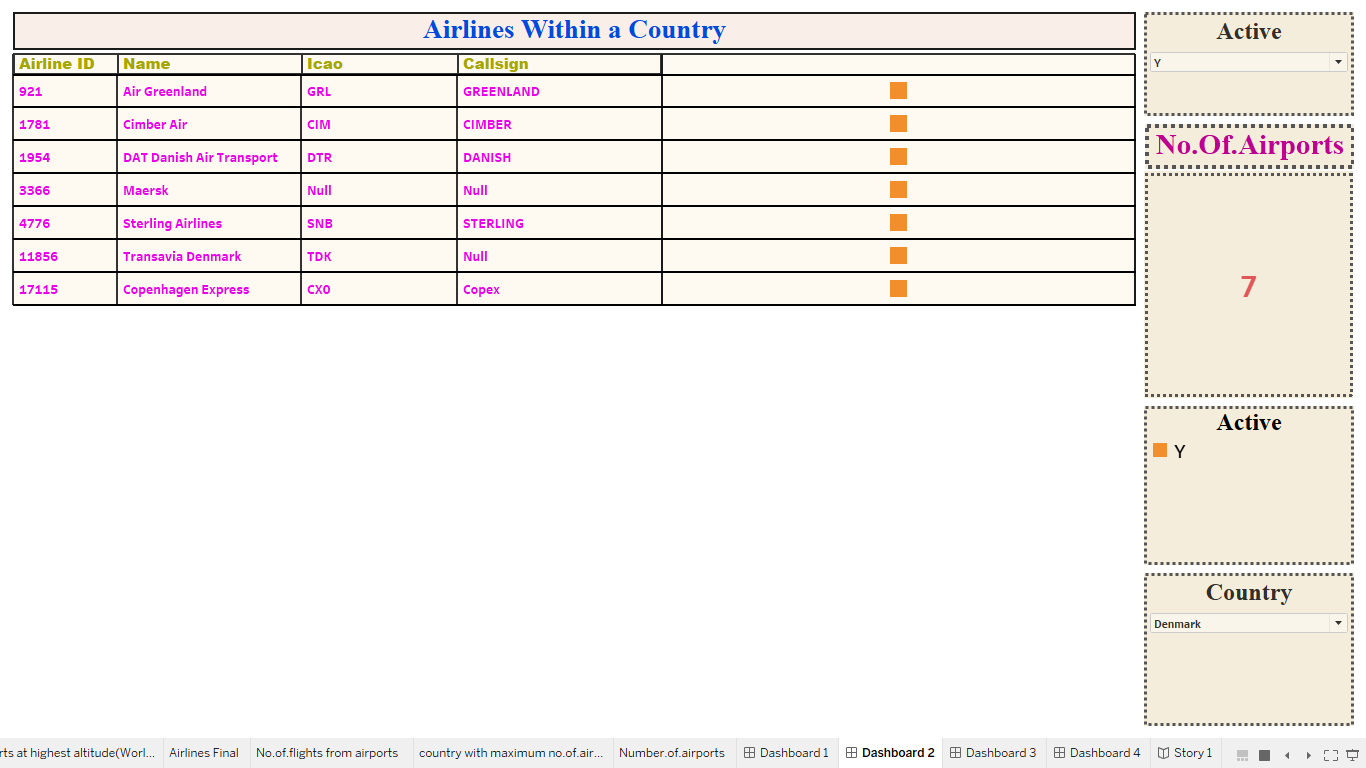 Airlines Within a Country
Airline ID Name Icao Callsign
921 Air Greenland GRL GREENLAND
1781 Cimber Air CIM CIMBER
1954 DAT Danish Air Transport DTR DANISH
3366 Maersk Null Null
4776 Sterling Airlines SNB STERLING
11856 Transavia Denmark TDK Null
17115 Copenhagen Express CXO Copex
Active
Y
No.Of.Airports
7
Active
Y
Country
Denmark
rts at highest altitude(Worl... Airlines Final No.of.flights from airports country with maximum no.of.air... Number.of.airports Dashboard 1 Dashboard 2 Dashboard 3 Dashboard 4 Story 1